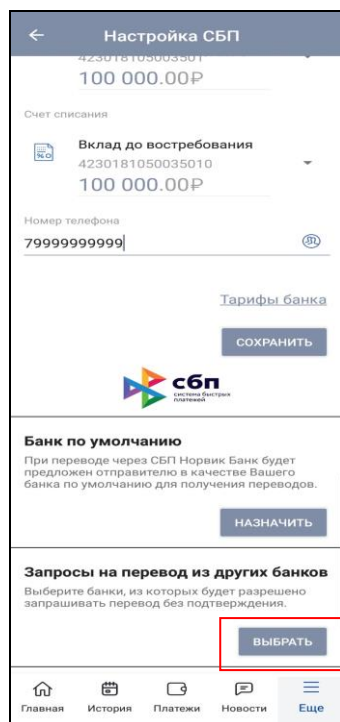 Настройка СБП
423018105003501
100 000.00₽
Счет списания
Вклад до востребования
4230181050035010
100 000.00₽
Номер телефона
79999999999
Тарифы банка
СОХРАНИТЬ
сбп
система быстрых
платежей
Банк по умолчанию
При переводе через СБП Норвик Банк будет
предложен отправителю в качестве Вашего
банка по умолчанию для получения переводов.
НАЗНАЧИТЬ
Запросы на перевод из других банков
Выберите банки, из которых будет разрешено
запрашивать перевод без подтверждения.
ВЫБРАТЬ
Главная История Платежи Новости Еще